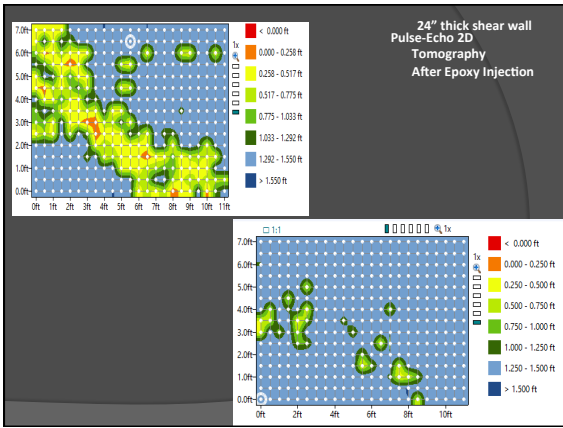 24” thick shear wall
Pulse-Echo 2D
Tomography
After Epoxy Injection
7.0ft
6.0ft
5.0ft
4.0ft
3.0ft
2.0ft
1.0ft
0.0ft
0ft 1ft 2ft 3ft 4ft 5ft 6ft 7ft 8ft 9ft 10ft 11ft
1x
< 0.000 ft
0.000 - 0.258 ft
0.258 - 0.517 ft
0.517 - 0.775 ft
0.775 - 1.033 ft
1.033 - 1.292 ft
1.292 - 1.550 ft
> 1.550 ft
1:1
1x
7.0ft
6.0ft
5.0ft
4.0ft
3.0ft
2.0ft
1.0ft
0.0ft
0ft 2ft 4ft 6ft 8ft 10ft
1x
< 0.000 ft
0.000 - 0.250 ft
0.250 - 0.500 ft
0.500 - 0.750 ft
0.750 - 1.000 ft
1.000 - 1.250 ft
1.250 - 1.500 ft
> 1.500 ft